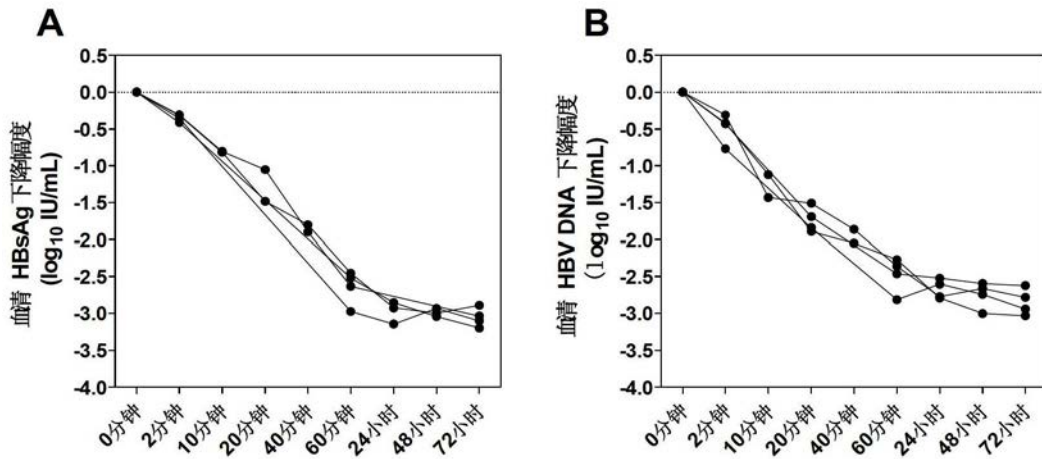 A
血清 HBsAg 下降幅度
(log10 IU/mL)
0.5
0.0
-0.5
-1.0
-1.5
-2.0
-2.5
-3.0
-3.5
-4.0
0分钟
2分钟
10分钟
20分钟
40分钟
60分钟
24小时
48小时
72小时
B
血清 HBV DNA 下降幅度
(log10 IU/mL)
0.5
0.0
-0.5
-1.0
-1.5
-2.0
-2.5
-3.0
-3.5
-4.0
0分钟
2分钟
10分钟
20分钟
40分钟
60分钟
24小时
48小时
72小时